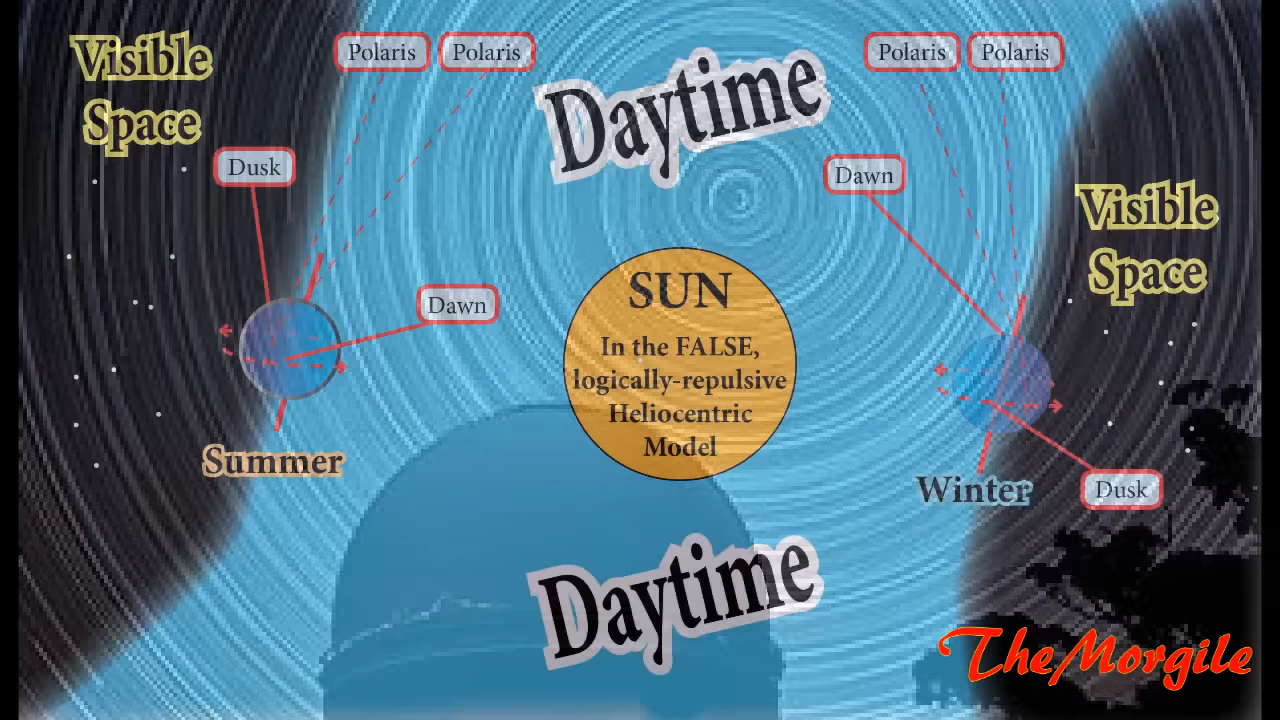 Visible
Space
Polaris
Polaris
Daytime
Polaris
Polaris
Dusk
Dawn
Visible
Space
Dawn
SUN
In the FALSE,
logically-repulsive
Heliocentric
Model
Summer
Winter
Dusk
Daytime
TheMorgile